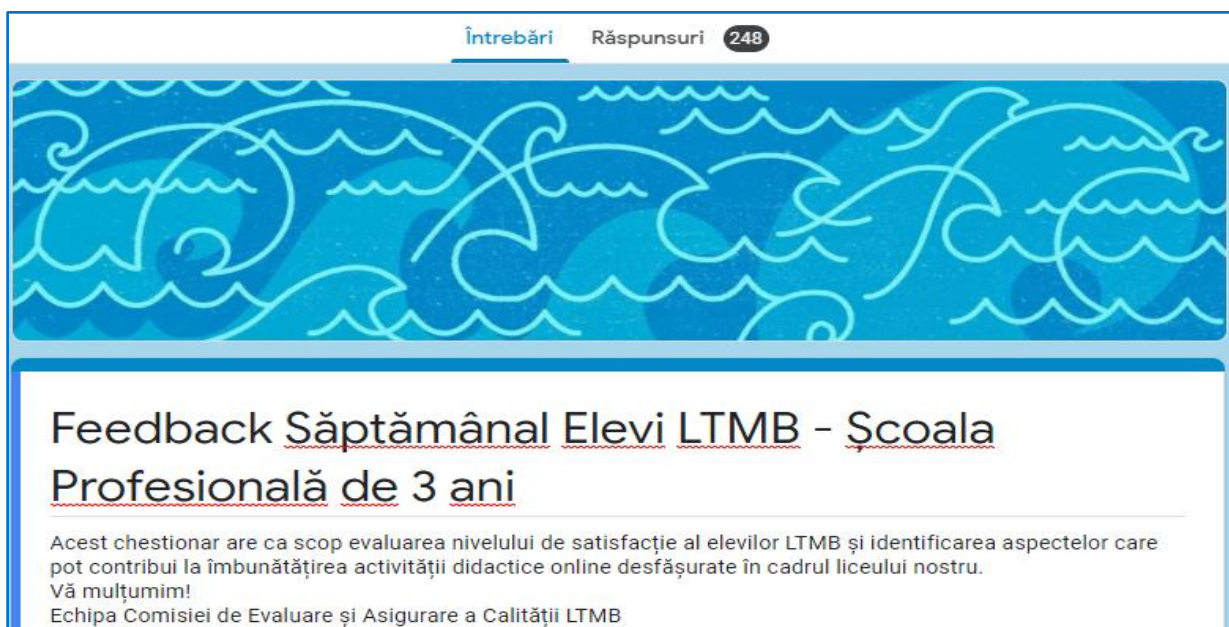 Întrebări Răspunsuri 248
Feedback Săptămânal Elevi LTMB - Școala
Profesională de 3 ani
Acest chestionar are ca scop evaluarea nivelului de satisfacție al elevilor LTMB și identificarea aspectelor care
pot contribui la îmbunătățirea activității didactice online desfășurate în cadrul liceului nostru.
Vă mulțumim!
Echipa Comisiei de Evaluare și Asigurare a Calității LTMB